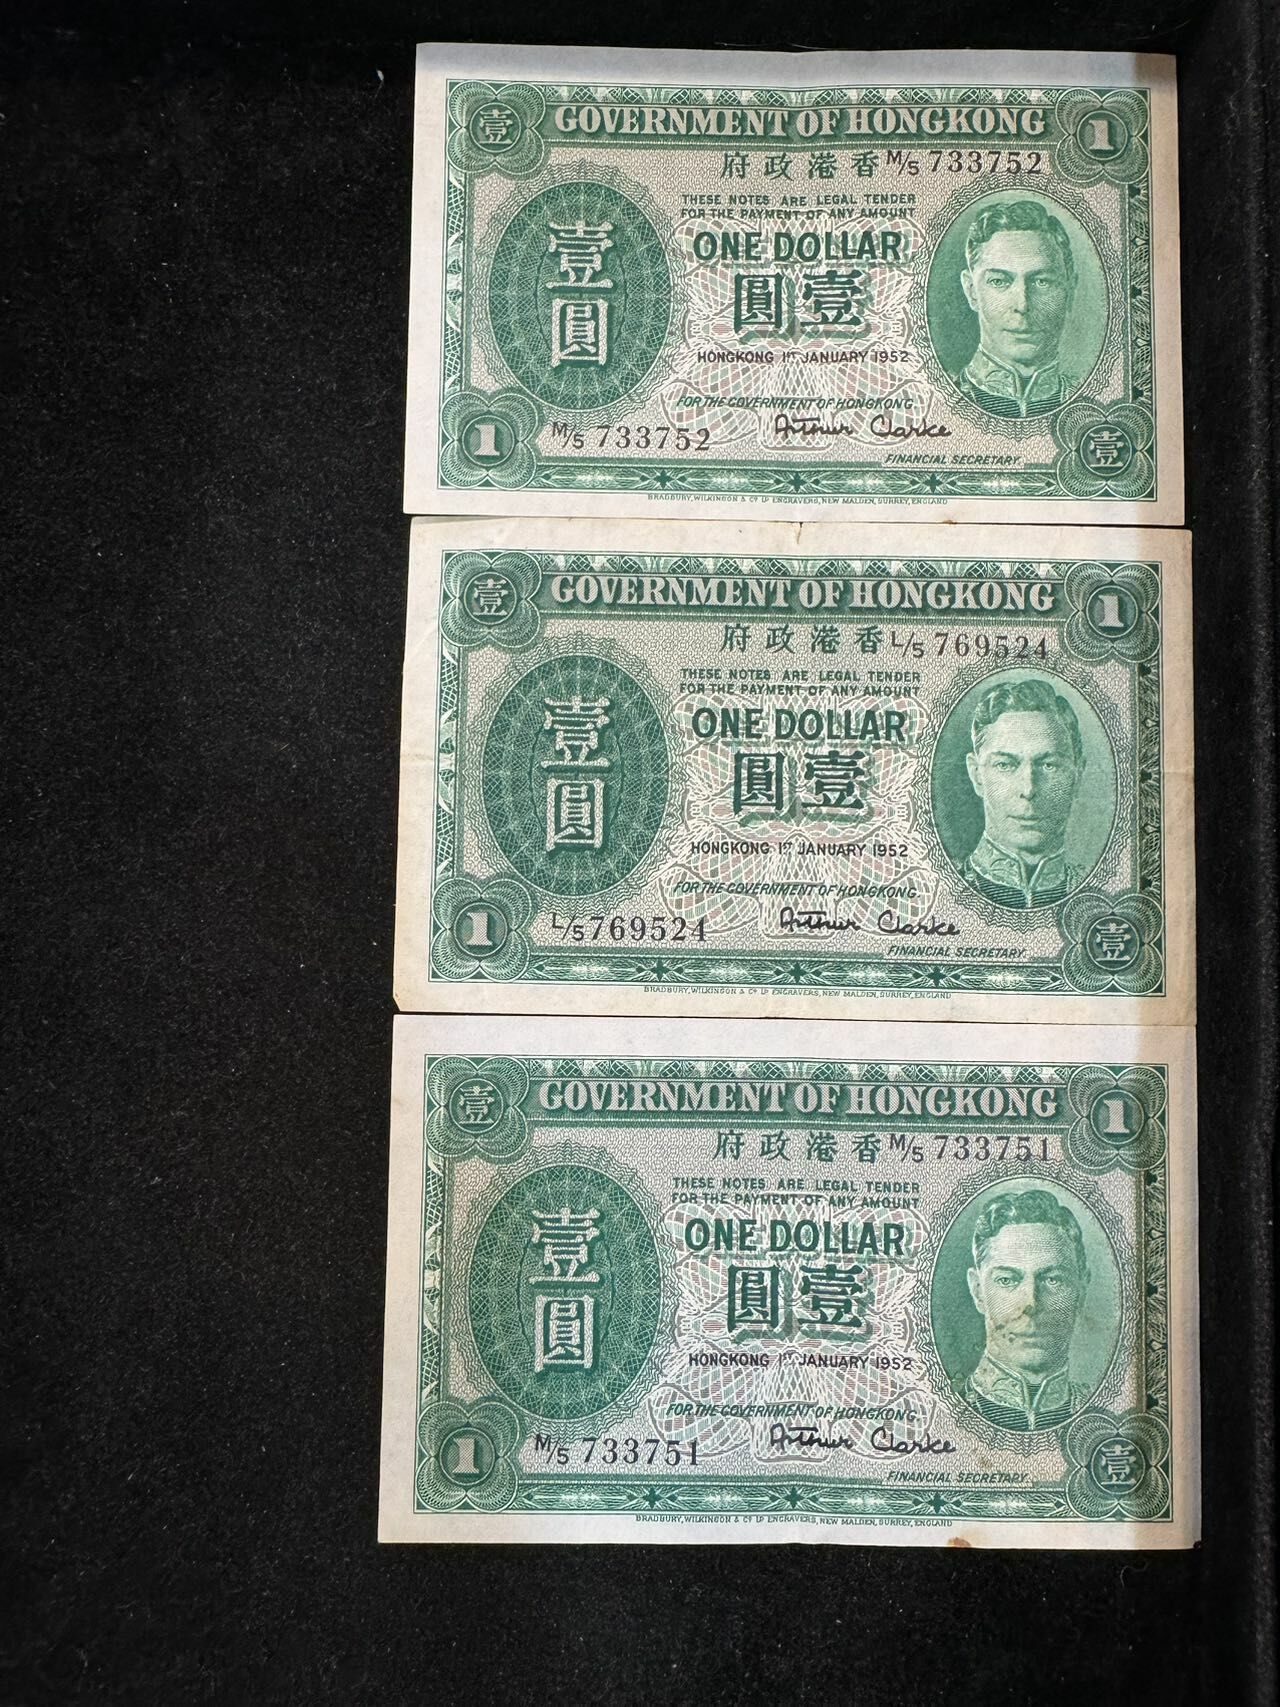 壹
GOVERNMENT OF HONGKONG
1
府政港香 M/5 733752
THESE NOTES ARE LEGAL TENDER
FOR THE PAYMENT OF ANY AMOUNT
ONE DOLLAR
壹圓
圓壹
HONGKONG 1ST JANUARY 1952
FOR THE GOVERNMENT OF HONGKONG
Arthur Clarke
1
M/5 733752
FINANCIAL SECRETARY.
壹
BRADBURY, WILKINSON & Co Ld ENGRAVERS, NEW MALDEN, SURREY, ENGLAND
壹
GOVERNMENT OF HONGKONG
1
府政港香 L/5 769524
THESE NOTES ARE LEGAL TENDER
FOR THE PAYMENT OF ANY AMOUNT
ONE DOLLAR
壹圓
圓壹
HONGKONG 1ST JANUARY 1952
FOR THE GOVERNMENT OF HONGKONG
Arthur Clarke
1
L/5 769524
FINANCIAL SECRETARY.
壹
BRADBURY, WILKINSON & Co Ld ENGRAVERS, NEW MALDEN, SURREY, ENGLAND
壹
GOVERNMENT OF HONGKONG
1
府政港香 M/5 733751
THESE NOTES ARE LEGAL TENDER
FOR THE PAYMENT OF ANY AMOUNT
ONE DOLLAR
壹圓
圓壹
HONGKONG 1ST JANUARY 1952
FOR THE GOVERNMENT OF HONGKONG
Arthur Clarke
1
M/5 733751
FINANCIAL SECRETARY.
壹
BRADBURY, WILKINSON & Co Ld ENGRAVERS, NEW MALDEN, SURREY, ENGLAND